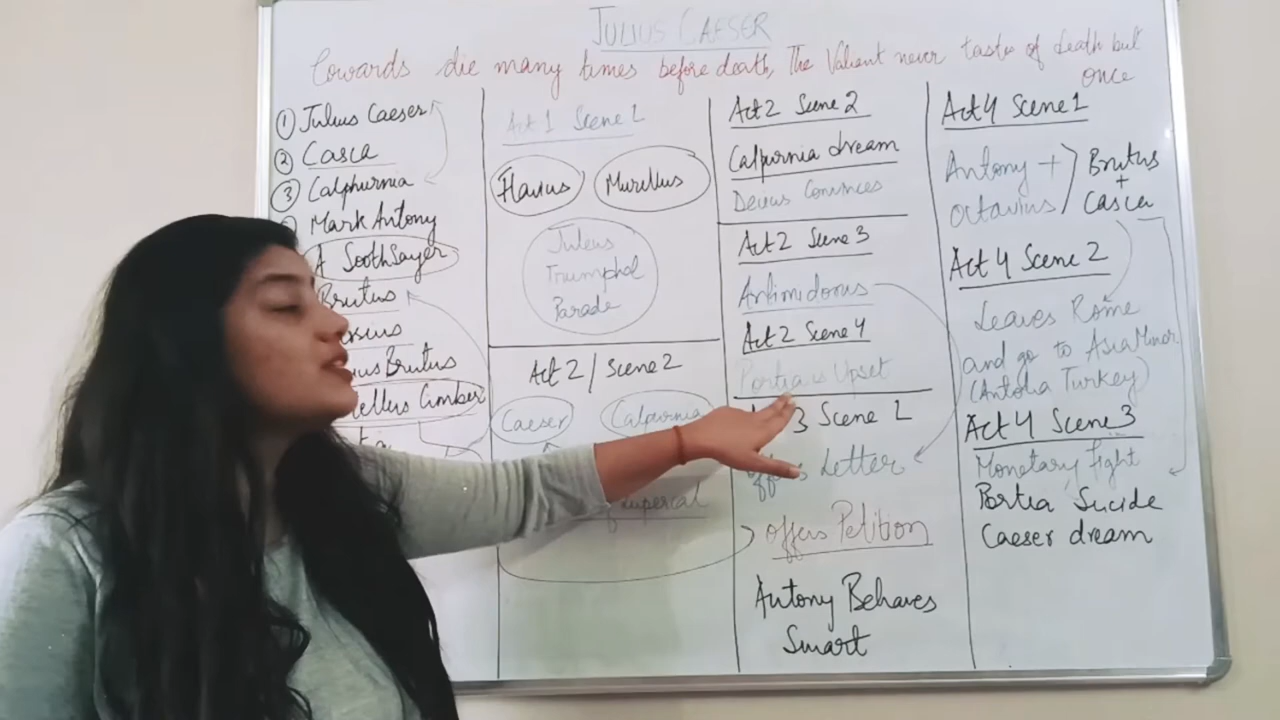 JULIUS CAESER
Cowards die many times before death, The Valient never taste of death but
once
① Julius Caeser
② Casca
③ Calphurnia
Mark Antony
A SoothSayer
Brutus
Brutus
Cimber
Act 1 Scene 1
Flavius
Murellus
Julius
Triumphal
Parade
Act 2 / Scene 2
Caeser
Calpurnia
Lupercal
Act 2 Scene 2
Calpurnia dream
Decius Convinces
Act 2 Scene 3
Artimidorus
Act 2 Scene 4
Portia is Upset
3 Scene 1
Letter
offers Petition
Antony Behaves
Smart
Act 4 Scene 1
Antony +
Octavius
Brutus
+
Casca
Act 4 Scene 2
Leaves Rome
and go to Asia Minor
(Antolia Turkey)
Act 4 Scene 3
Monetary Fight
Portia Suicide
Caeser dream